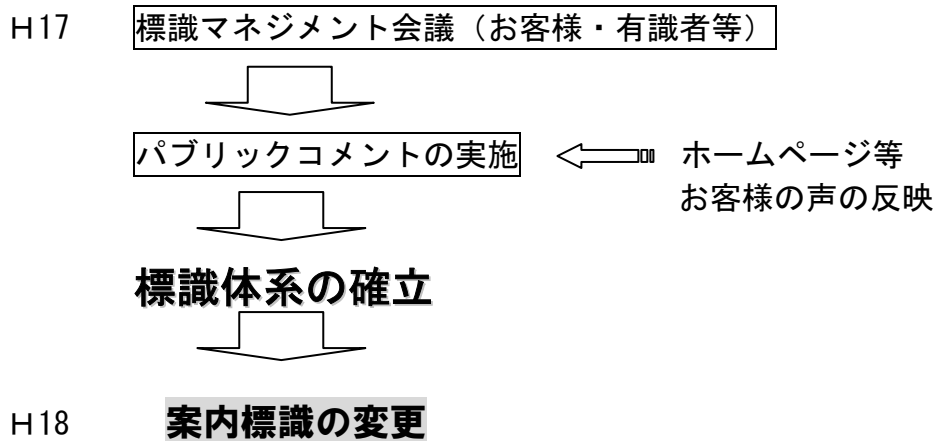 H17 標識マネジメント会議（お客様・有識者等）
パブリックコメントの実施 ホームページ等
お客様の声の反映
標識体系の確立
H18 案内標識の変更